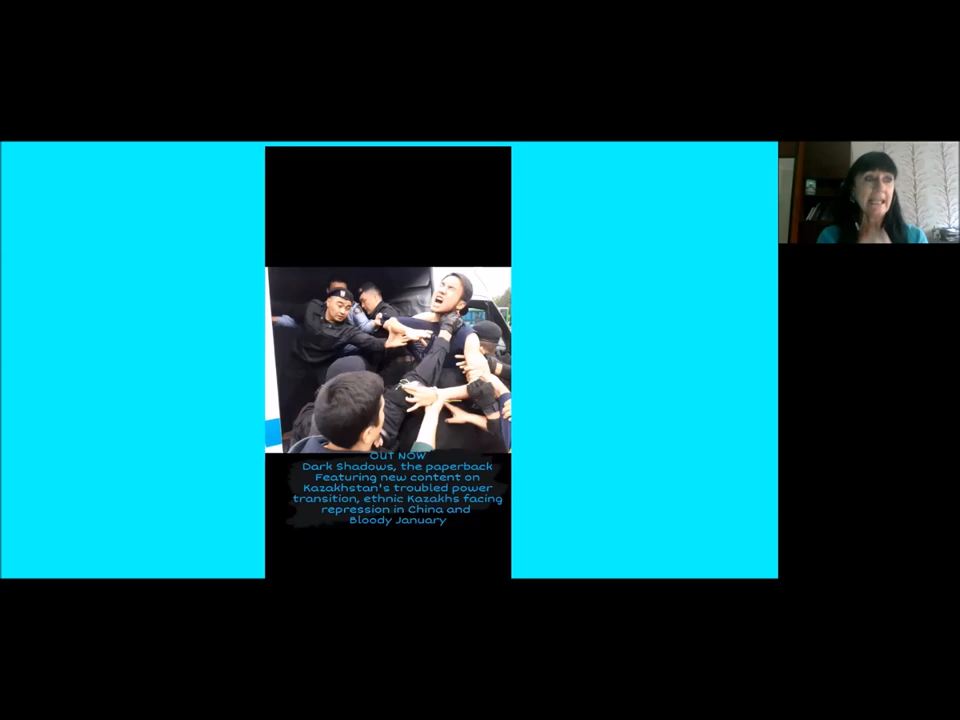 OUT NOW
Dark Shadows, the paperback
Featuring new content on
Kazakhstan's troubled power
transition, ethnic Kazakhs facing
repression in China and
Bloody January